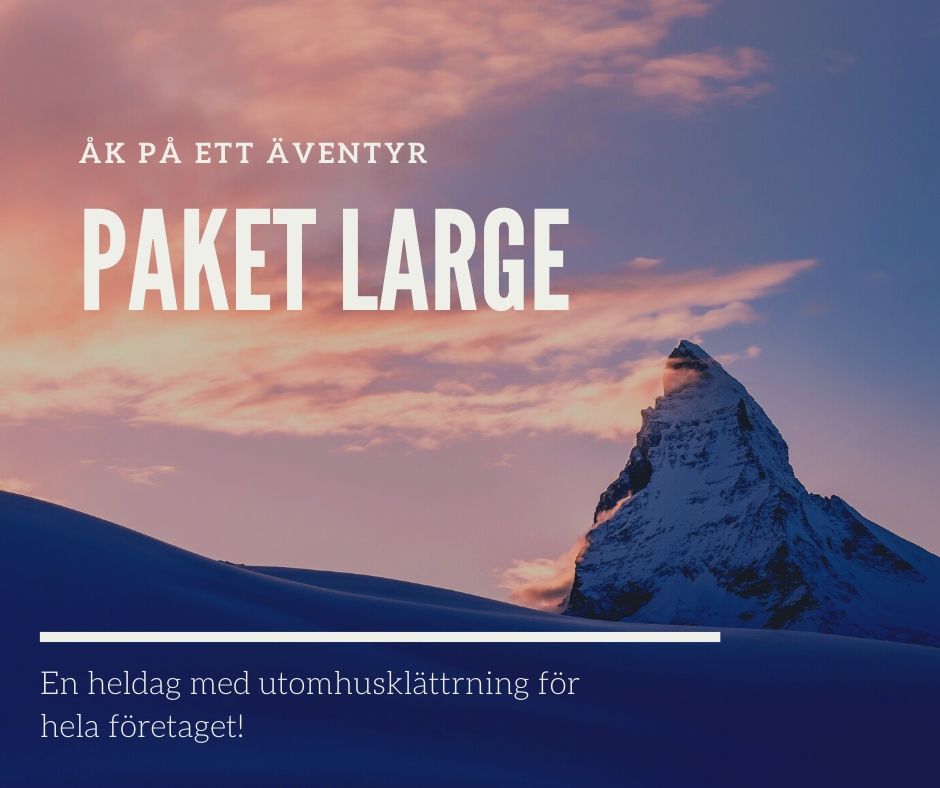 ÅK PÅ ETT ÄVENTYR
PAKET LARGE
En heldag med utomhusklättrning för
hela företaget!